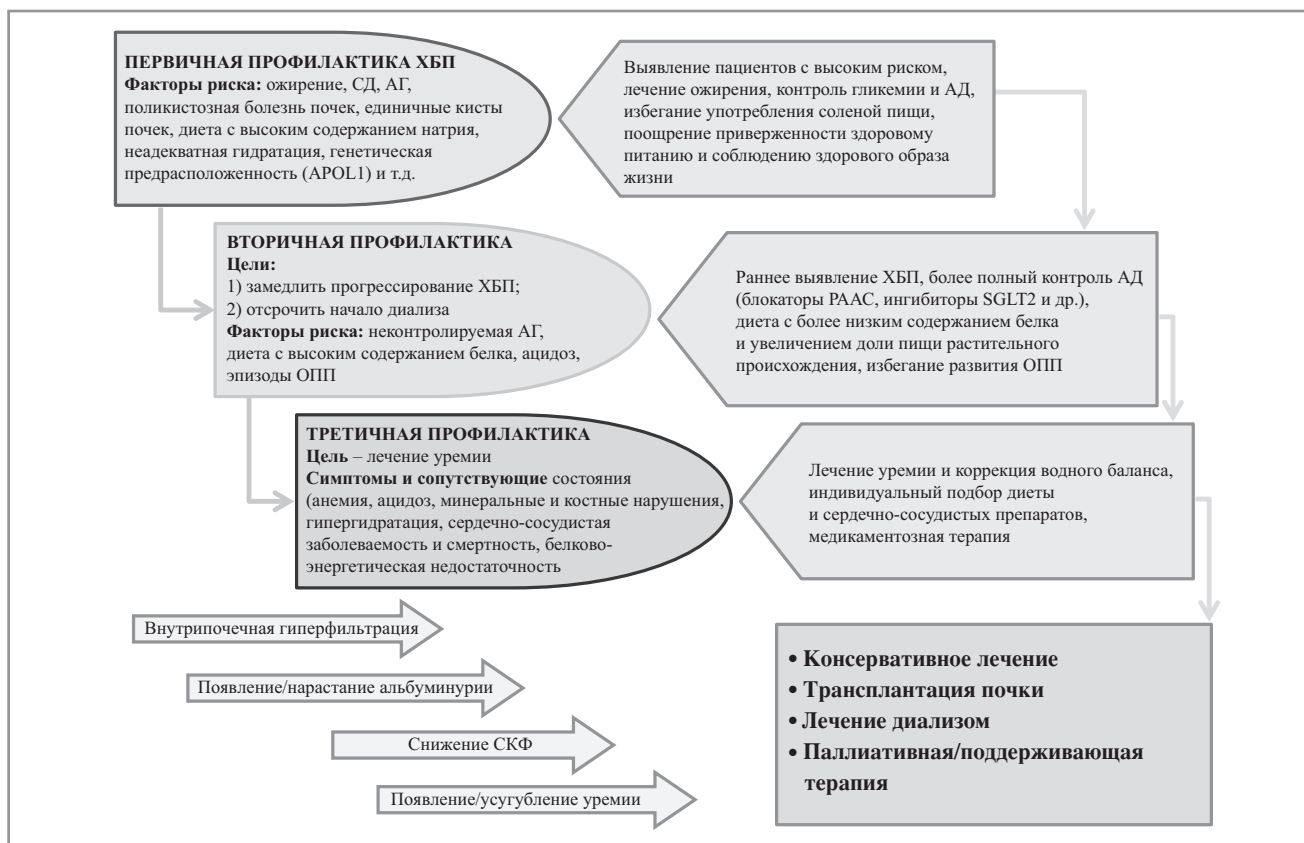 ПЕРВИЧНАЯ ПРОФИЛАКТИКА ХБП
Факторы риска: ожирение, СД, АГ,
поликистозная болезнь почек, единичные кисты
почек, диета с высоким содержанием натрия,
неадекватная гидратация, генетическая
предрасположенность (APOL1) и т.д.
Выявление пациентов с высоким риском,
лечение ожирения, контроль гликемии и АД,
избегание употребления соленой пищи,
поощрение приверженности здоровому
питанию и соблюдению здорового образа
жизни
ВТОРИЧНАЯ ПРОФИЛАКТИКА
Цели:
1) замедлить прогрессирование ХБП;
2) отсрочить начало диализа
Факторы риска: неконтролируемая АГ,
диета с высоким содержанием белка, ацидоз,
эпизоды ОПП
Раннее выявление ХБП, более полный контроль АД
(блокаторы РААС, ингибиторы SGLT2 и др.),
диета с более низким содержанием белка
и увеличением доли пищи растительного
происхождения, избегание развития ОПП
ТРЕТИЧНАЯ ПРОФИЛАКТИКА
Цель – лечение уремии
Симптомы и сопутствующие состояния
(анемия, ацидоз, минеральные и костные нарушения,
гипергидратация, сердечно-сосудистая
заболеваемость и смертность, белково-
энергетическая недостаточность
Лечение уремии и коррекция водного баланса,
индивидуальный подбор диеты
и сердечно-сосудистых препаратов,
медикаментозная терапия
Внутрипочечная гиперфильтрация
Появление/нарастание альбуминурии
Снижение СКФ
Появление/усугубление уремии
• Консервативное лечение
• Трансплантация почки
• Лечение диализом
• Паллиативная/поддерживающая
терапия